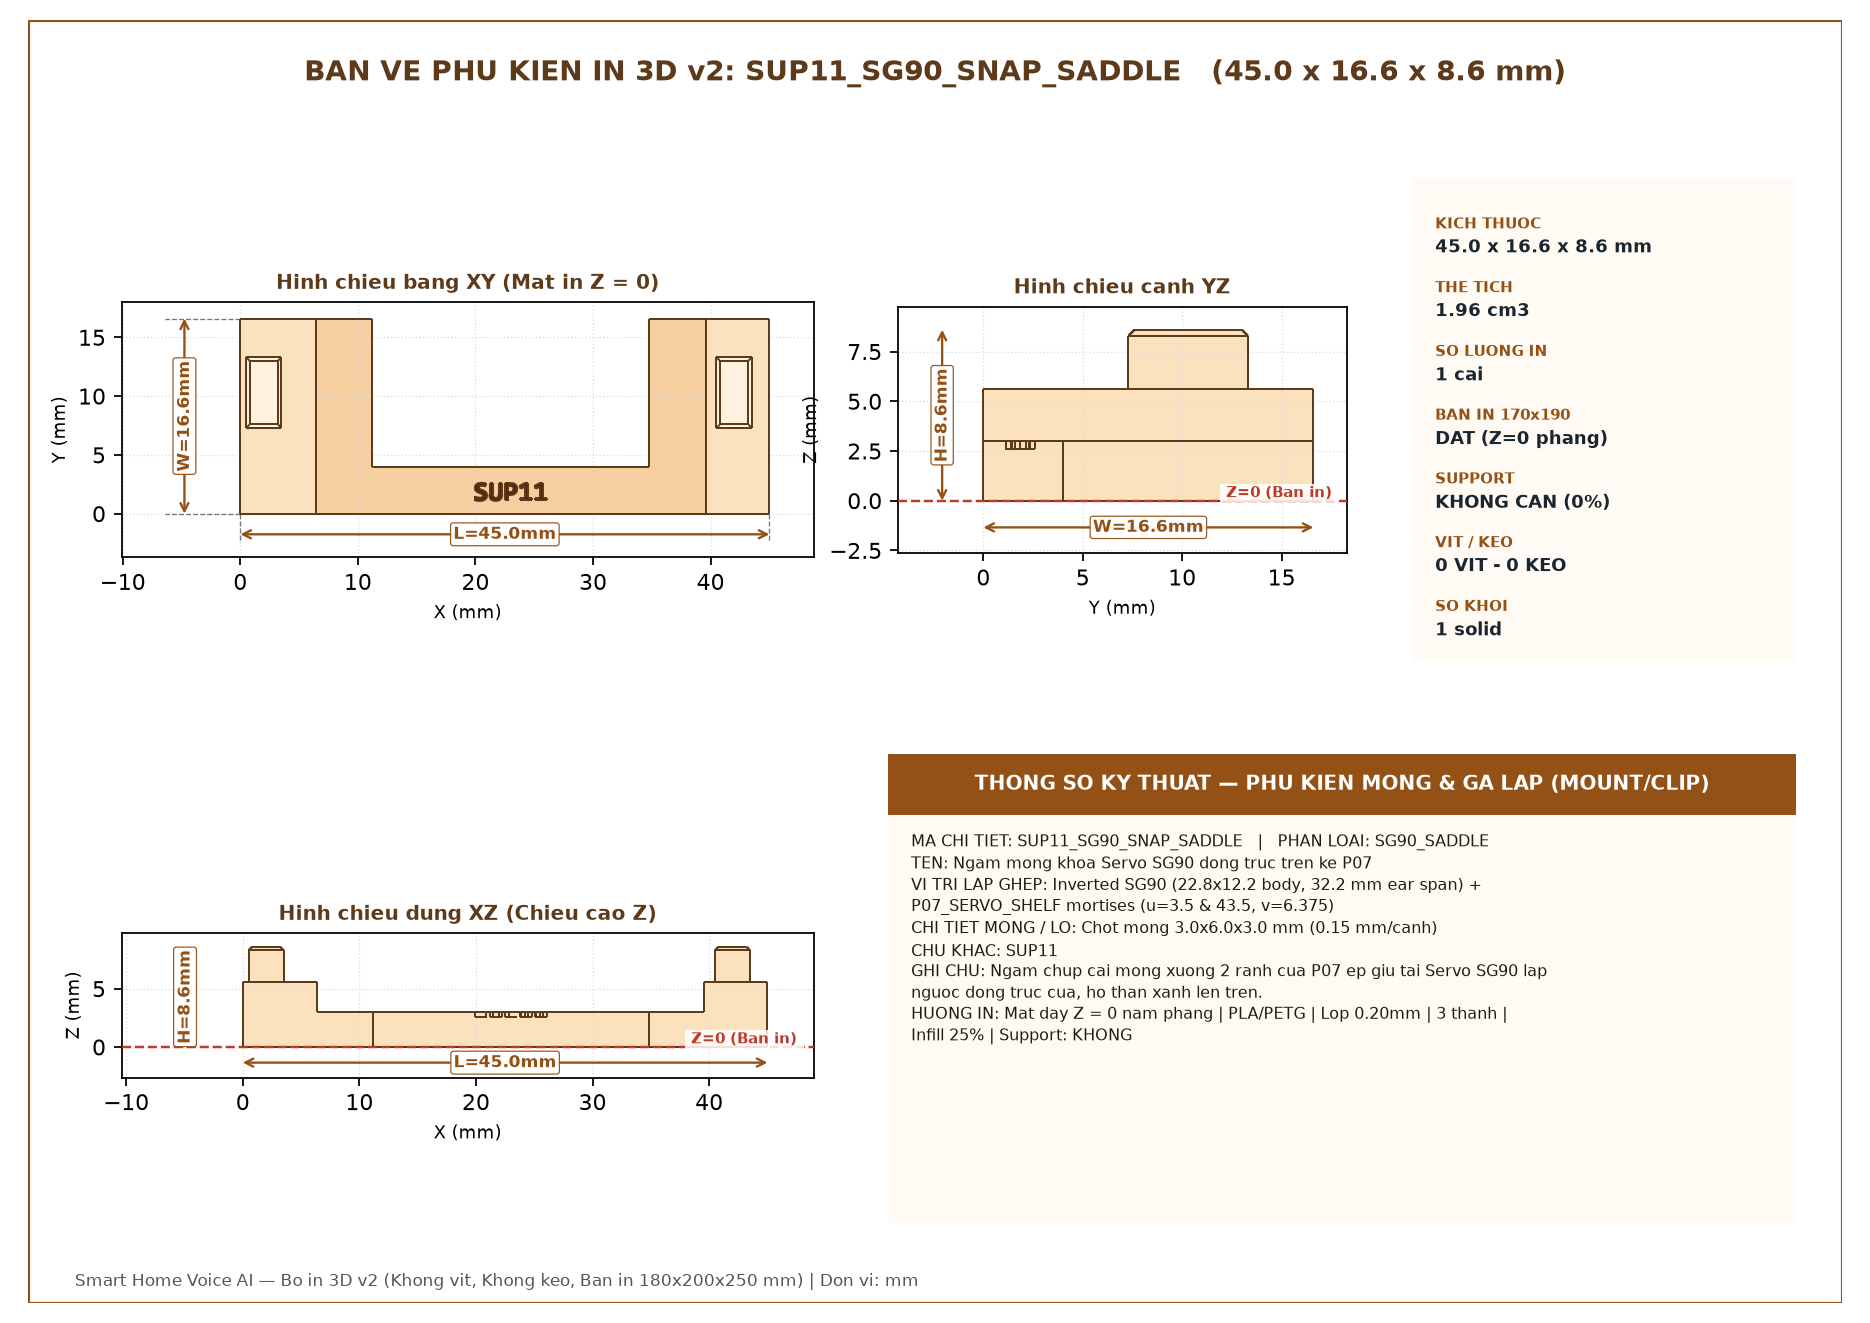 BAN VE PHU KIEN IN 3D v2: SUP11_SG90_SNAP_SADDLE (45.0 x 16.6 x 8.6 mm)
Hinh chieu bang XY (Mat in Z = 0)
15
10
5
0
Y (mm)
W=16.6mm
SUP11
L=45.0mm
−10
0
10
20
30
40
X (mm)
Hinh chieu canh YZ
7.5
5.0
2.5
0.0
−2.5
Z (mm)
H=8.6mm
Z=0 (Ban in)
W=16.6mm
0
5
10
15
Y (mm)
KICH THUOC
45.0 x 16.6 x 8.6 mm
THE TICH
1.96 cm3
SO LUONG IN
1 cai
BAN IN 170x190
DAT (Z=0 phang)
SUPPORT
KHONG CAN (0%)
VIT / KEO
0 VIT - 0 KEO
SO KHOI
1 solid
Hinh chieu dung XZ (Chieu cao Z)
5
0
Z (mm)
H=8.6mm
Z=0 (Ban in)
L=45.0mm
−10
0
10
20
30
40
X (mm)
THONG SO KY THUAT — PHU KIEN MONG & GA LAP (MOUNT/CLIP)
MA CHI TIET: SUP11_SG90_SNAP_SADDLE | PHAN LOAI: SG90_SADDLE
TEN: Ngam mong khoa Servo SG90 dong truc tren ke P07
VI TRI LAP GHEP: Inverted SG90 (22.8x12.2 body, 32.2 mm ear span) +
P07_SERVO_SHELF mortises (u=3.5 & 43.5, v=6.375)
CHI TIET MONG / LO: Chot mong 3.0x6.0x3.0 mm (0.15 mm/canh)
CHU KHAC: SUP11
GHI CHU: Ngam chup cai mong xuong 2 ranh cua P07 ep giu tai Servo SG90 lap
nguoc dong truc cua, ho than xanh len tren.
HUONG IN: Mat day Z = 0 nam phang | PLA/PETG | Lop 0.20mm | 3 thanh |
Infill 25% | Support: KHONG
Smart Home Voice AI — Bo in 3D v2 (Khong vit, Khong keo, Ban in 180x200x250 mm) | Don vi: mm